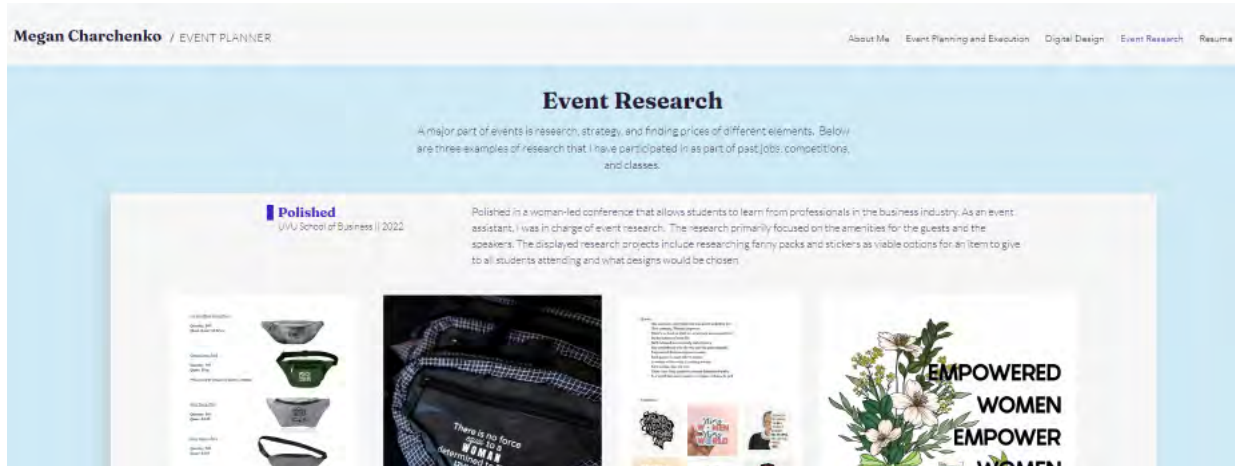 Megan Charchenko / EVENT PLANNER
About Me Event Planning and Execution Digital Design Event Research Resume
Event Research
A major part of events is research, strategy, and finding prices of different elements. Below
are three examples of research that I have participated in as part of past jobs, competitions,
and classes.
Polished
UVU School of Business || 2022
Polished in a woman-led conference that allows students to learn from professionals in the business industry. As an event
assistant, I was in charge of event research. The research primarily focused on the amenities for the guests and the
speakers. The displayed research projects include researching fanny packs and stickers as viable options for an item to give
to all students attending and what designs would be chosen
There is no force
equal to a
WOMAN
determined to
WOMEN
WORLD
EMPOWERED
WOMEN
EMPOWER
WOMEN